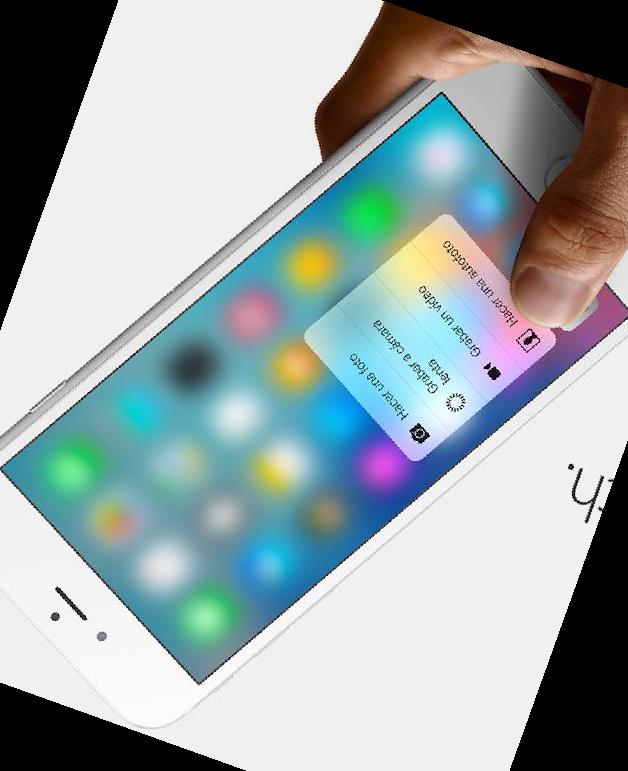 Hacer una autofoto
Grabar un vídeo
Grabar a cámara
lenta
Hacer una foto